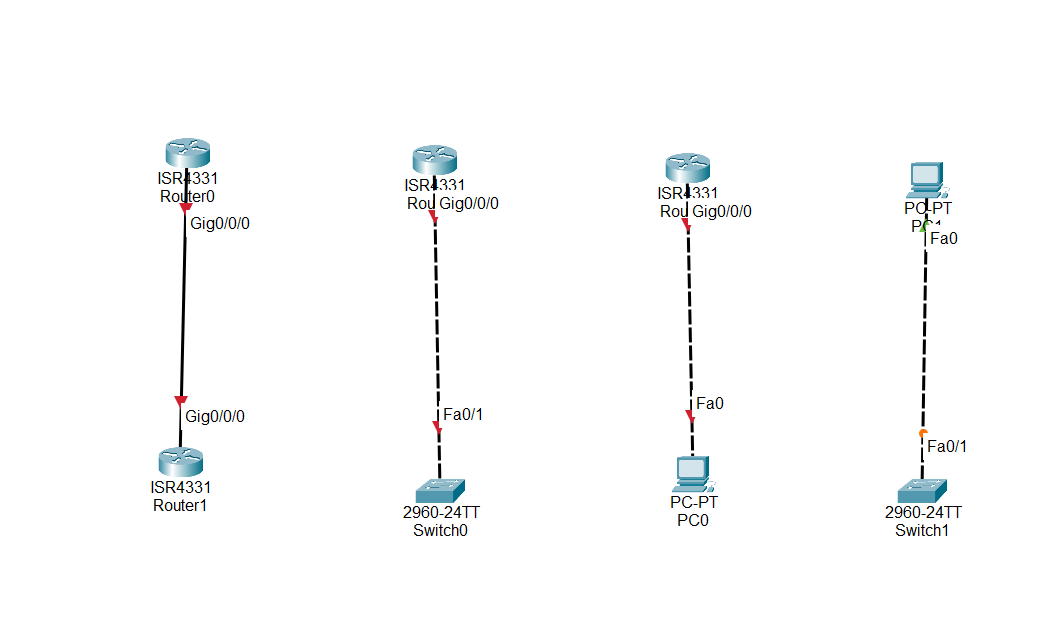 ISR4331
Router0
Gig0/0/0
Gig0/0/0
ISR4331
Router1
ISR4331
Rou Gig0/0/0
Fa0/1
2960-24TT
Switch0
ISR4331
Rou Gig0/0/0
Fa0
PC-PT
PC0
PC-PT
PC1
Fa0
Fa0/1
2960-24TT
Switch1